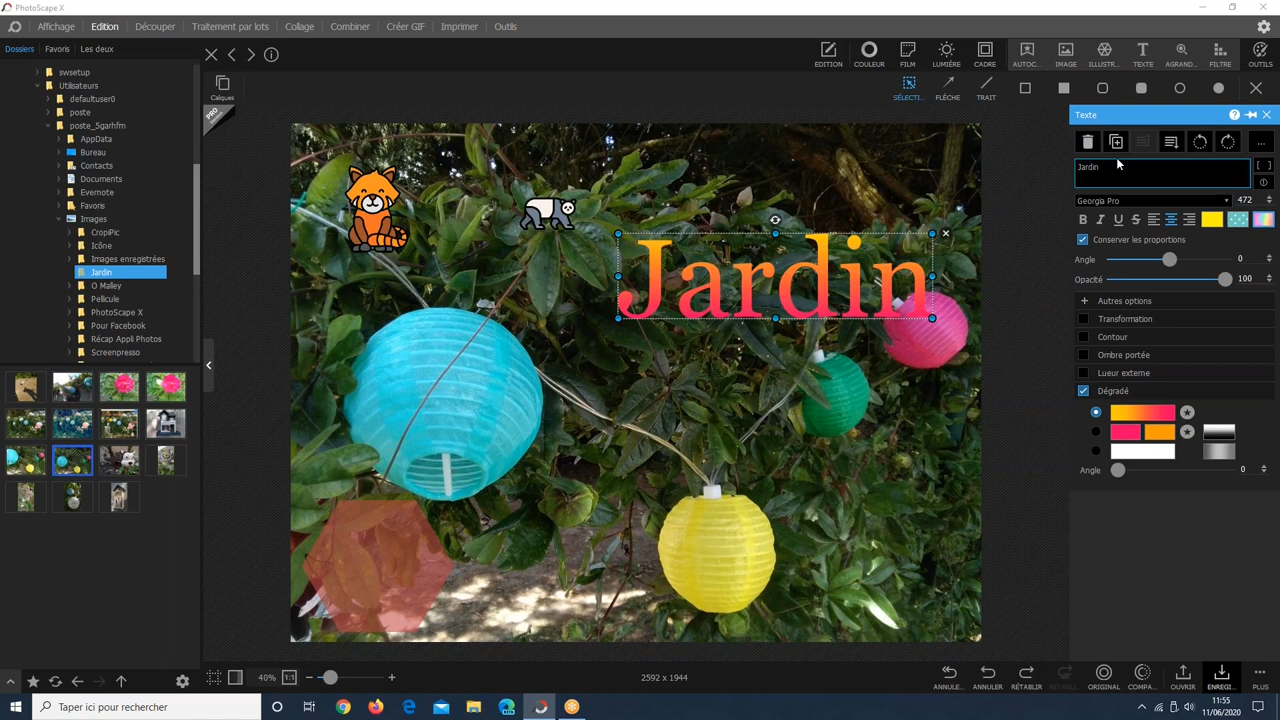 PhotoScape X
Affichage Edition Découper Traitement par lots Collage Combiner Créer GIF Imprimer Outils
Dossiers Favoris Les deux
EDITION COULEUR FILM LUMIÈRE CADRE AUTOC... IMAGE ILLUSTR... TEXTE AGRAND... FILTRE OUTILS
Calques
SÉLECTI... FLÈCHE TRAIT
PRO
swsetup
Utilisateurs
defaultuser0
poste
poste_5garhfm
AppData
Bureau
Contacts
Documents
Evernote
Favoris
Images
CropiPic
Icône
Images enregistrées
Jardin
O Malley
Pellicule
PhotoScape X
Pour Facebook
Récap Appli Photos
Screenpresso
Jardin
Texte
Jardin
Georgia Pro 472
B I U S
Conserver les proportions
Angle 0
Opacité 100
Autres options
Transformation
Contour
Ombre portée
Lueur externe
Dégradé
Angle 0
40% 1:1
2592 x 1944
ANNULE... ANNULER RÉTABLIR RÉTABL... ORIGINAL COMPA... OUVRIR ENREGI... PLUS
Taper ici pour rechercher
11:55
11/06/2020